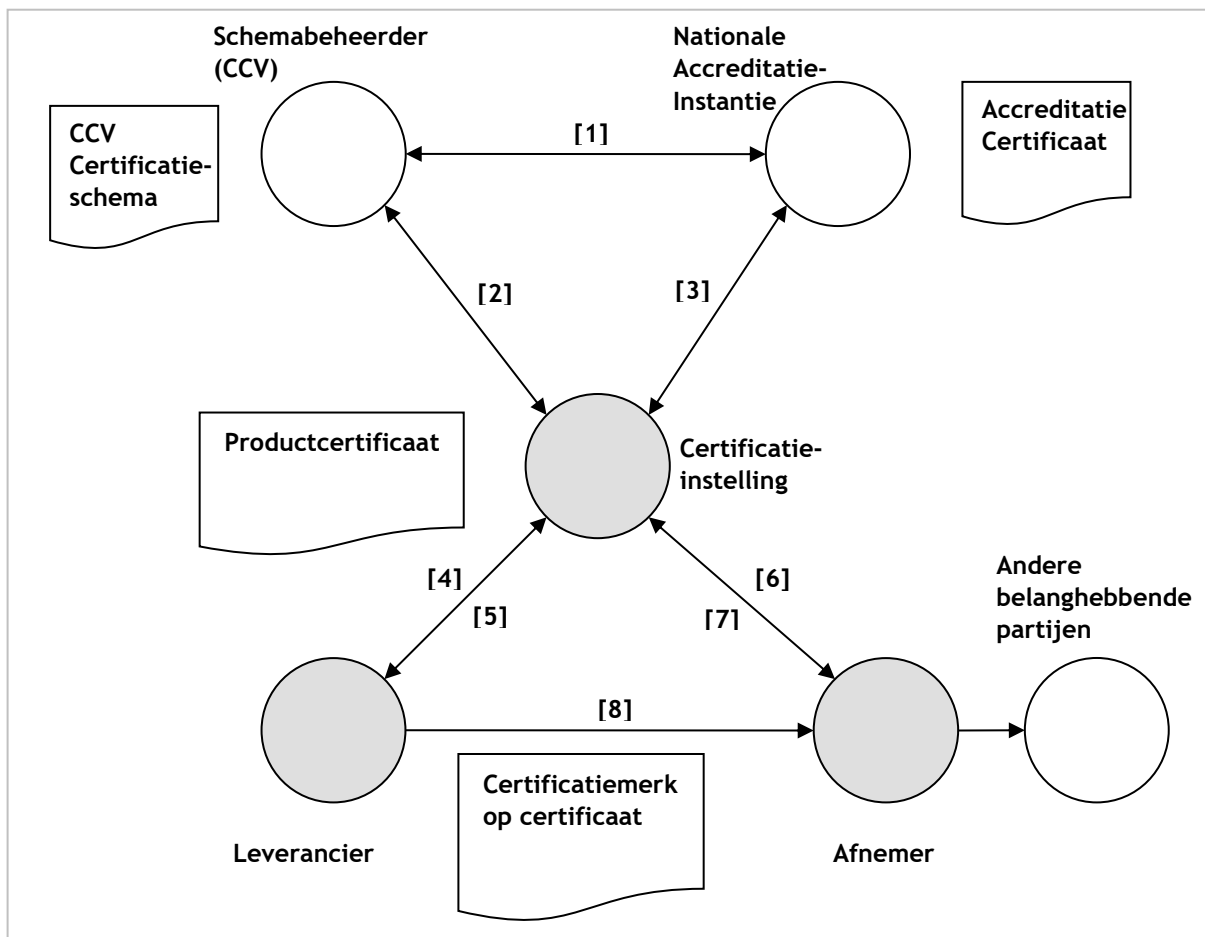 Schemabeheerder
(CCV)
Nationale
Accreditatie-
Instantie
CCV
Certificatie-
schema
Accreditatie
Certificaat
[1]
[2]
[3]
Productcertificaat
Certificatie-
instelling
[4]
[5]
[6]
[7]
Andere
belanghebbende
partijen
[8]
Certificatiemerk
op certificaat
Leverancier
Afnemer